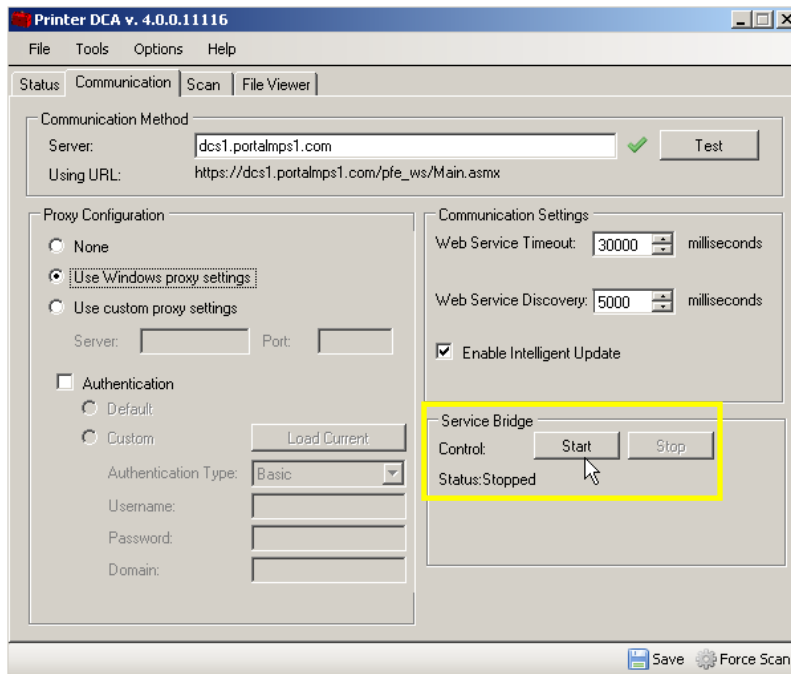 Printer DCA v. 4.0.0.11116
File Tools Options Help
Status Communication Scan File Viewer
Communication Method
Server: dcs1.portalmps1.com Test
Using URL: https://dcs1.portalmps1.com/pfe_ws/Main.asmx
Proxy Configuration
None
Use Windows proxy settings
Use custom proxy settings
Server: Port:
Authentication
Default
Custom Load Current
Authentication Type: Basic
Username:
Password:
Domain:
Communication Settings
Web Service Timeout: 30000 milliseconds
Web Service Discovery: 5000 milliseconds
Enable Intelligent Update
Service Bridge
Control: Start Stop
Status:Stopped
Save Force Scan